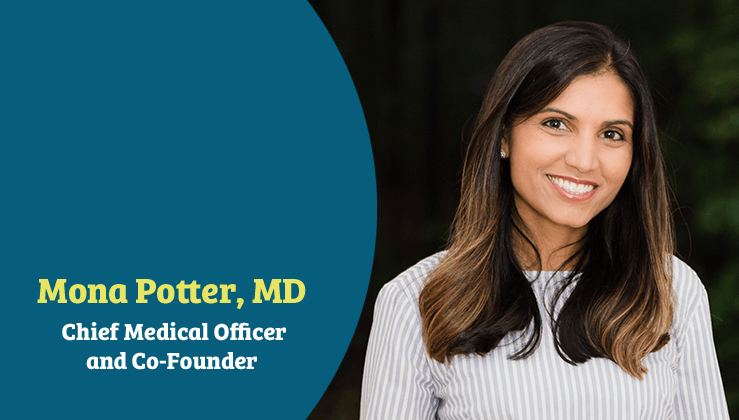 Mona Potter, MD
Chief Medical Officer
and Co-Founder